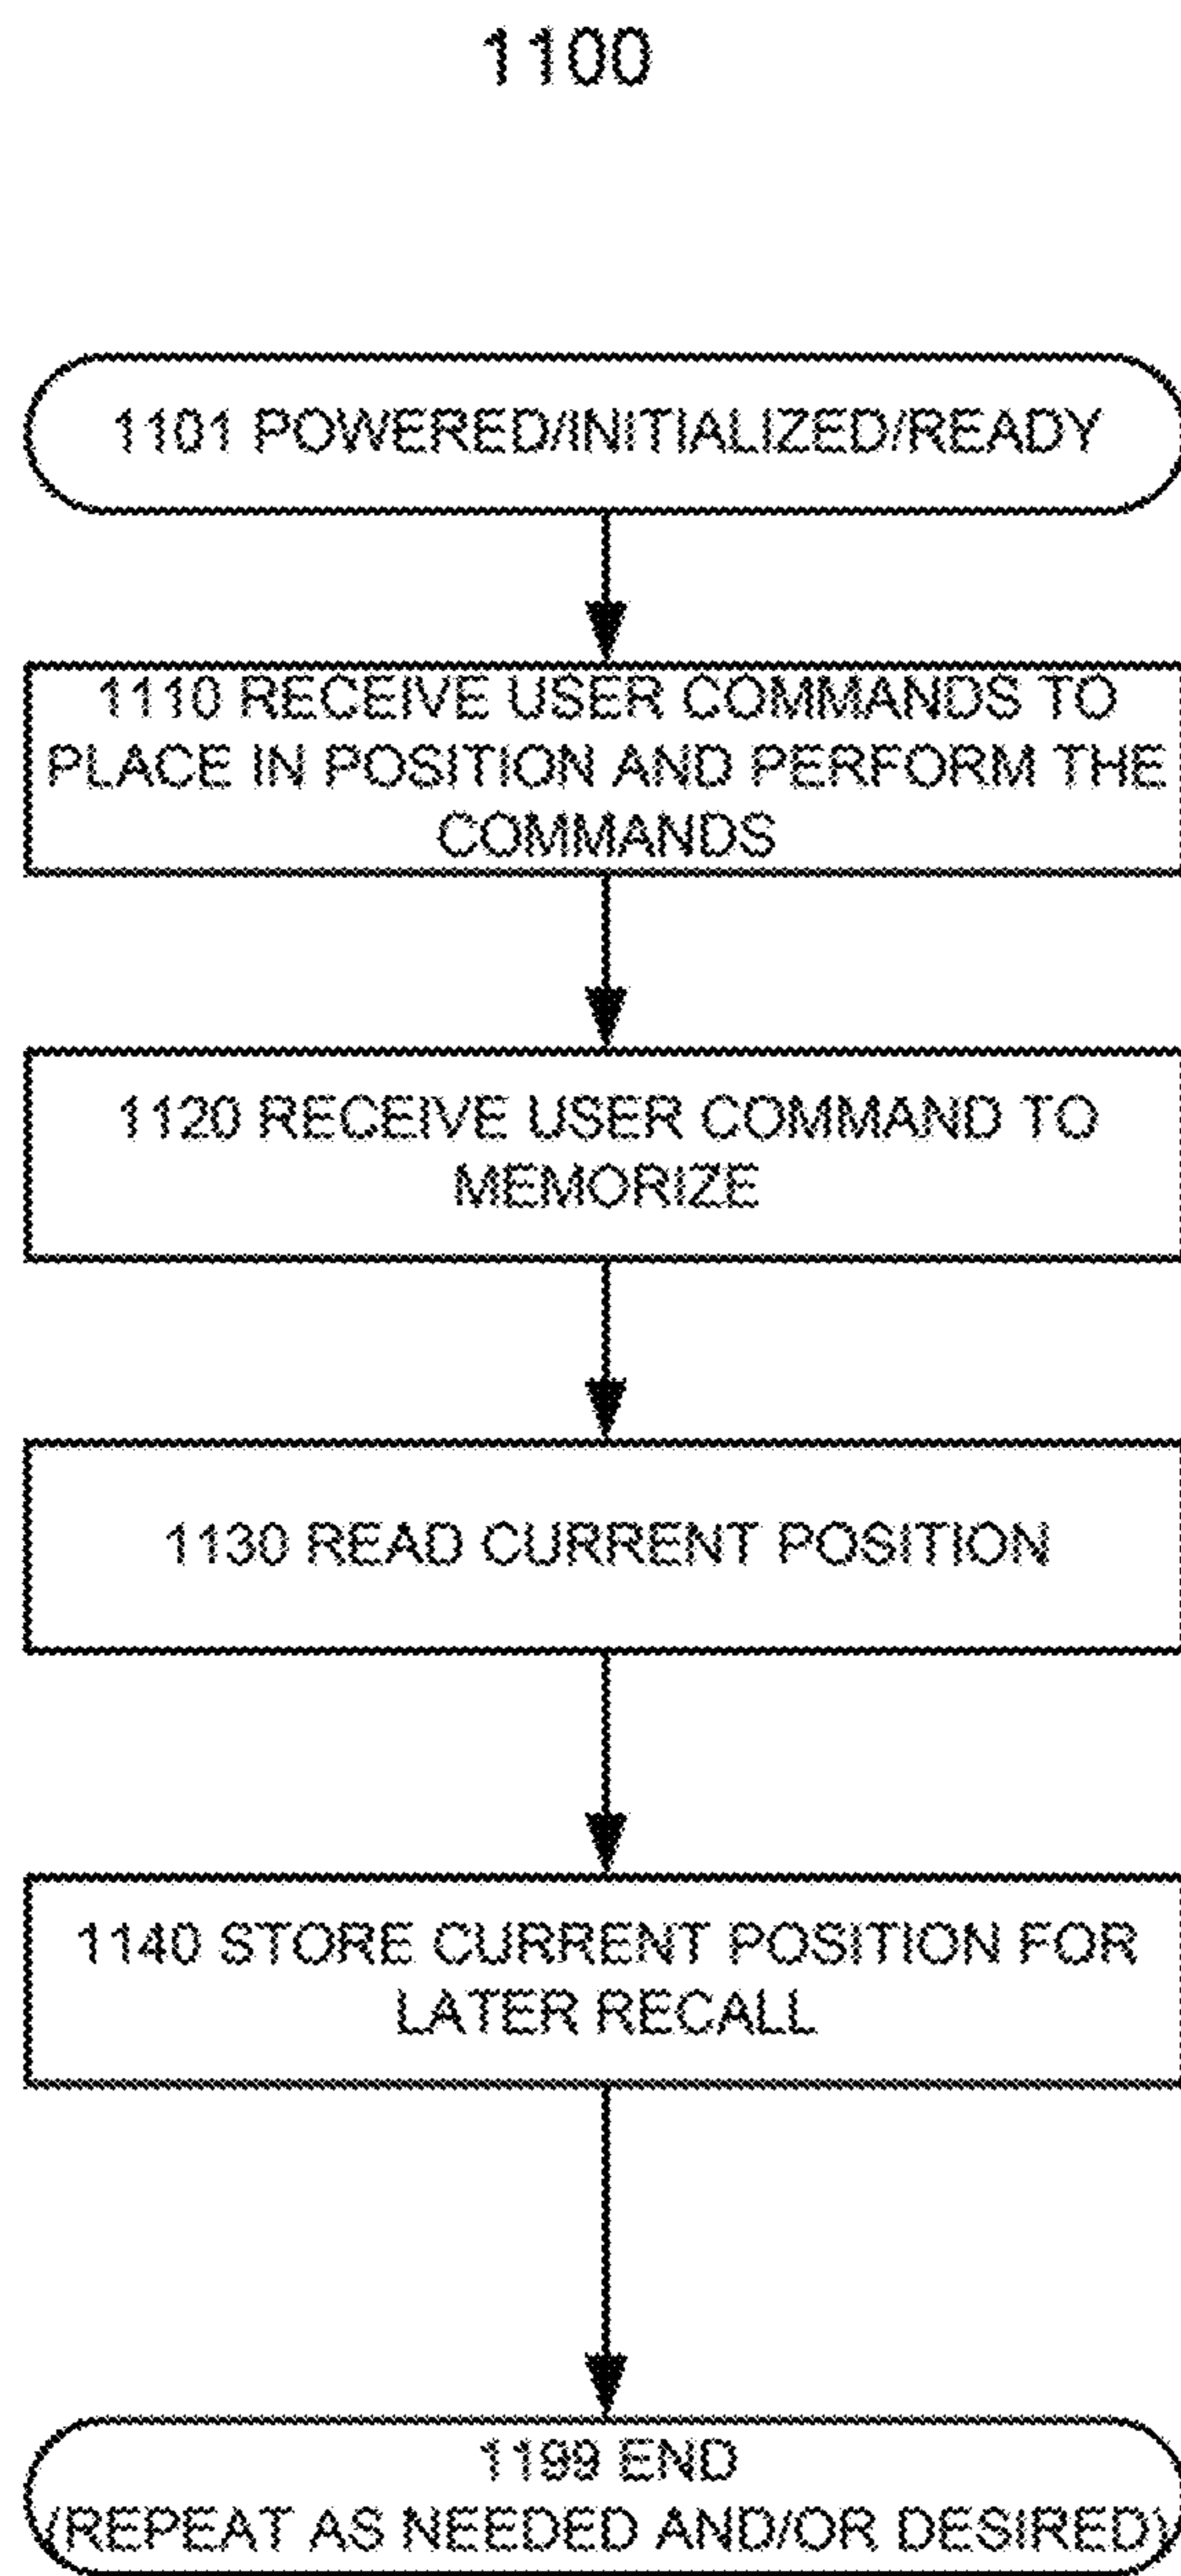 1100
1101 POWERED/INITIALIZED/READY
1110 RECEIVE USER COMMANDS TO
PLACE IN POSITION AND PERFORM THE
COMMANDS
1120 RECEIVE USER COMMAND TO
MEMORIZE
1130 READ CURRENT POSITION
1140 STORE CURRENT POSITION FOR
LATER RECALL
1199 END
(REPEAT AS NEEDED AND/OR DESIRED)